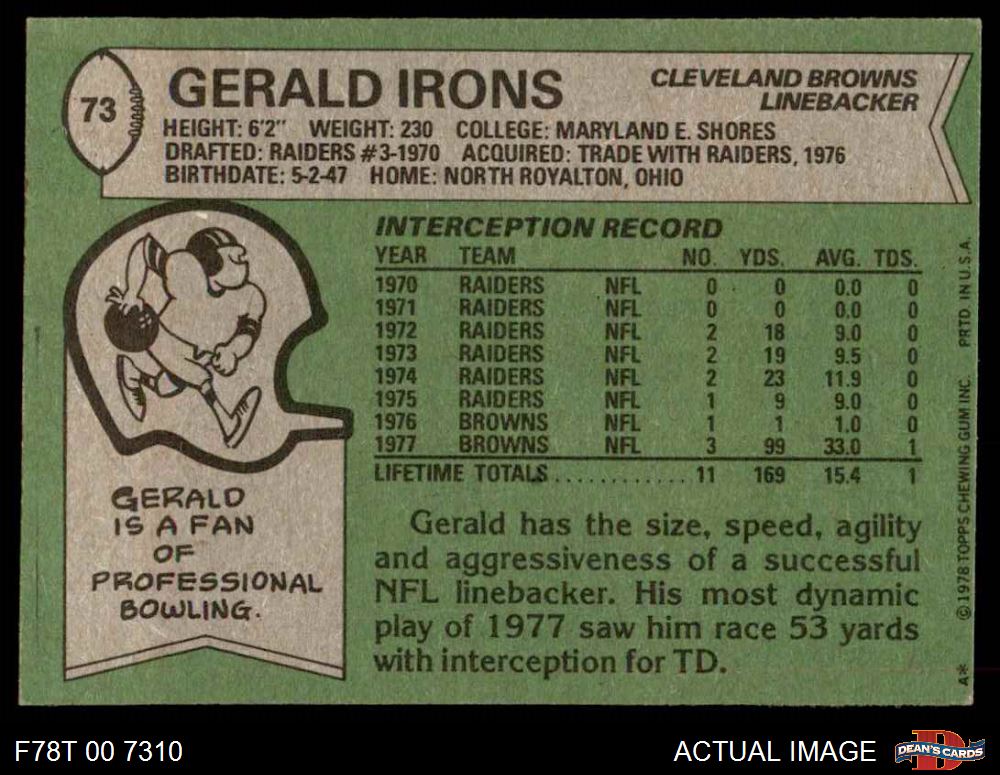 73
GERALD IRONS
CLEVELAND BROWNS
LINEBACKER
HEIGHT: 6'2" WEIGHT: 230 COLLEGE: MARYLAND E. SHORES
DRAFTED: RAIDERS #3-1970 ACQUIRED: TRADE WITH RAIDERS, 1976
BIRTHDATE: 5-2-47 HOME: NORTH ROYALTON, OHIO
INTERCEPTION RECORD
YEAR TEAM NO. YDS. AVG. TDS.
1970 RAIDERS NFL 0 0 0.0 0
1971 RAIDERS NFL 0 0 0.0 0
1972 RAIDERS NFL 2 18 9.0 0
1973 RAIDERS NFL 2 19 9.5 0
1974 RAIDERS NFL 2 23 11.9 0
1975 RAIDERS NFL 1 9 9.0 0
1976 BROWNS NFL 1 1 1.0 0
1977 BROWNS NFL 3 99 33.0 1
LIFETIME TOTALS ............ 11 169 15.4 1
GERALD
IS A FAN
OF
PROFESSIONAL
BOWLING.
Gerald has the size, speed, agility
and aggressiveness of a successful
NFL linebacker. His most dynamic
play of 1977 saw him race 53 yards
with interception for TD.
A* © 1978 TOPPS CHEWING GUM INC. PRTD IN U.S.A.
F78T 00 7310
ACTUAL IMAGE
D
DEAN'S CARDS